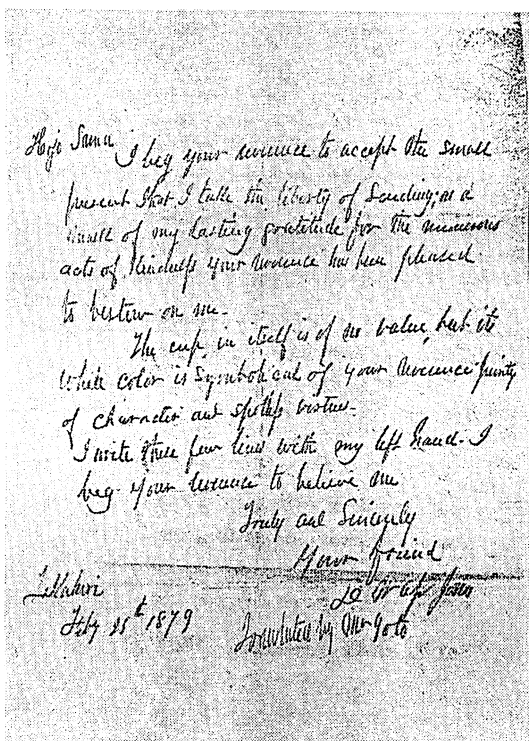 Hojo Sama
I beg your reverence to accept the small
present that I take the liberty of sending, as a
of my lasting gratitude for the numerous
acts of kindness your reverence has been pleased
to bestow on me.
The cup in itself is of no value, but its
white color is symbolical of your reverence purity
of character and spotless virtues.
I write these few lines with my left hand. I
beg your reverence to believe me
Truly and Sincerely
Your friend
Feby 25th 1879
Translated by Mr Goto